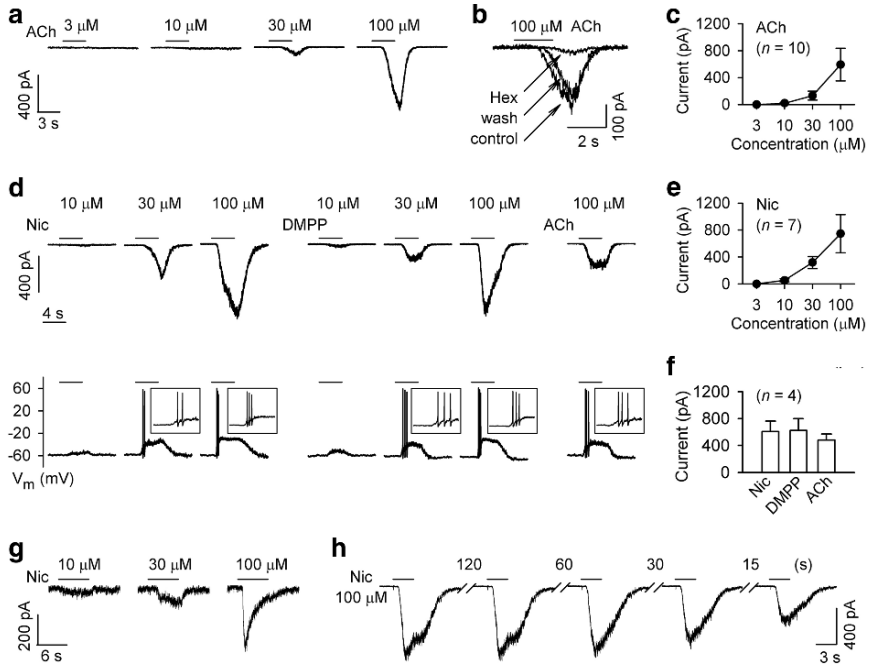 a
ACh
3 μM
10 μM
30 μM
100 μM
400 pA
3 s
b
100 μM ACh
Hex
wash
control
2 s
100 pA
c
ACh
(n = 10)
Current (pA)
1200
800
400
0
3 10 30 100
Concentration (μM)
d
Nic
10 μM
30 μM
100 μM
DMPP
10 μM
30 μM
100 μM
ACh
100 μM
400 pA
4 s
60
20
-20
-60
Vm (mV)
e
Nic
(n = 7)
Current (pA)
1200
800
400
0
3 10 30 100
Concentration (μM)
f
(n = 4)
Current (pA)
1200
800
400
0
Nic
DMPP
ACh
g
Nic
10 μM
30 μM
100 μM
200 pA
6 s
h
Nic
100 μM
120 60 30 15 (s)
400 pA
3 s